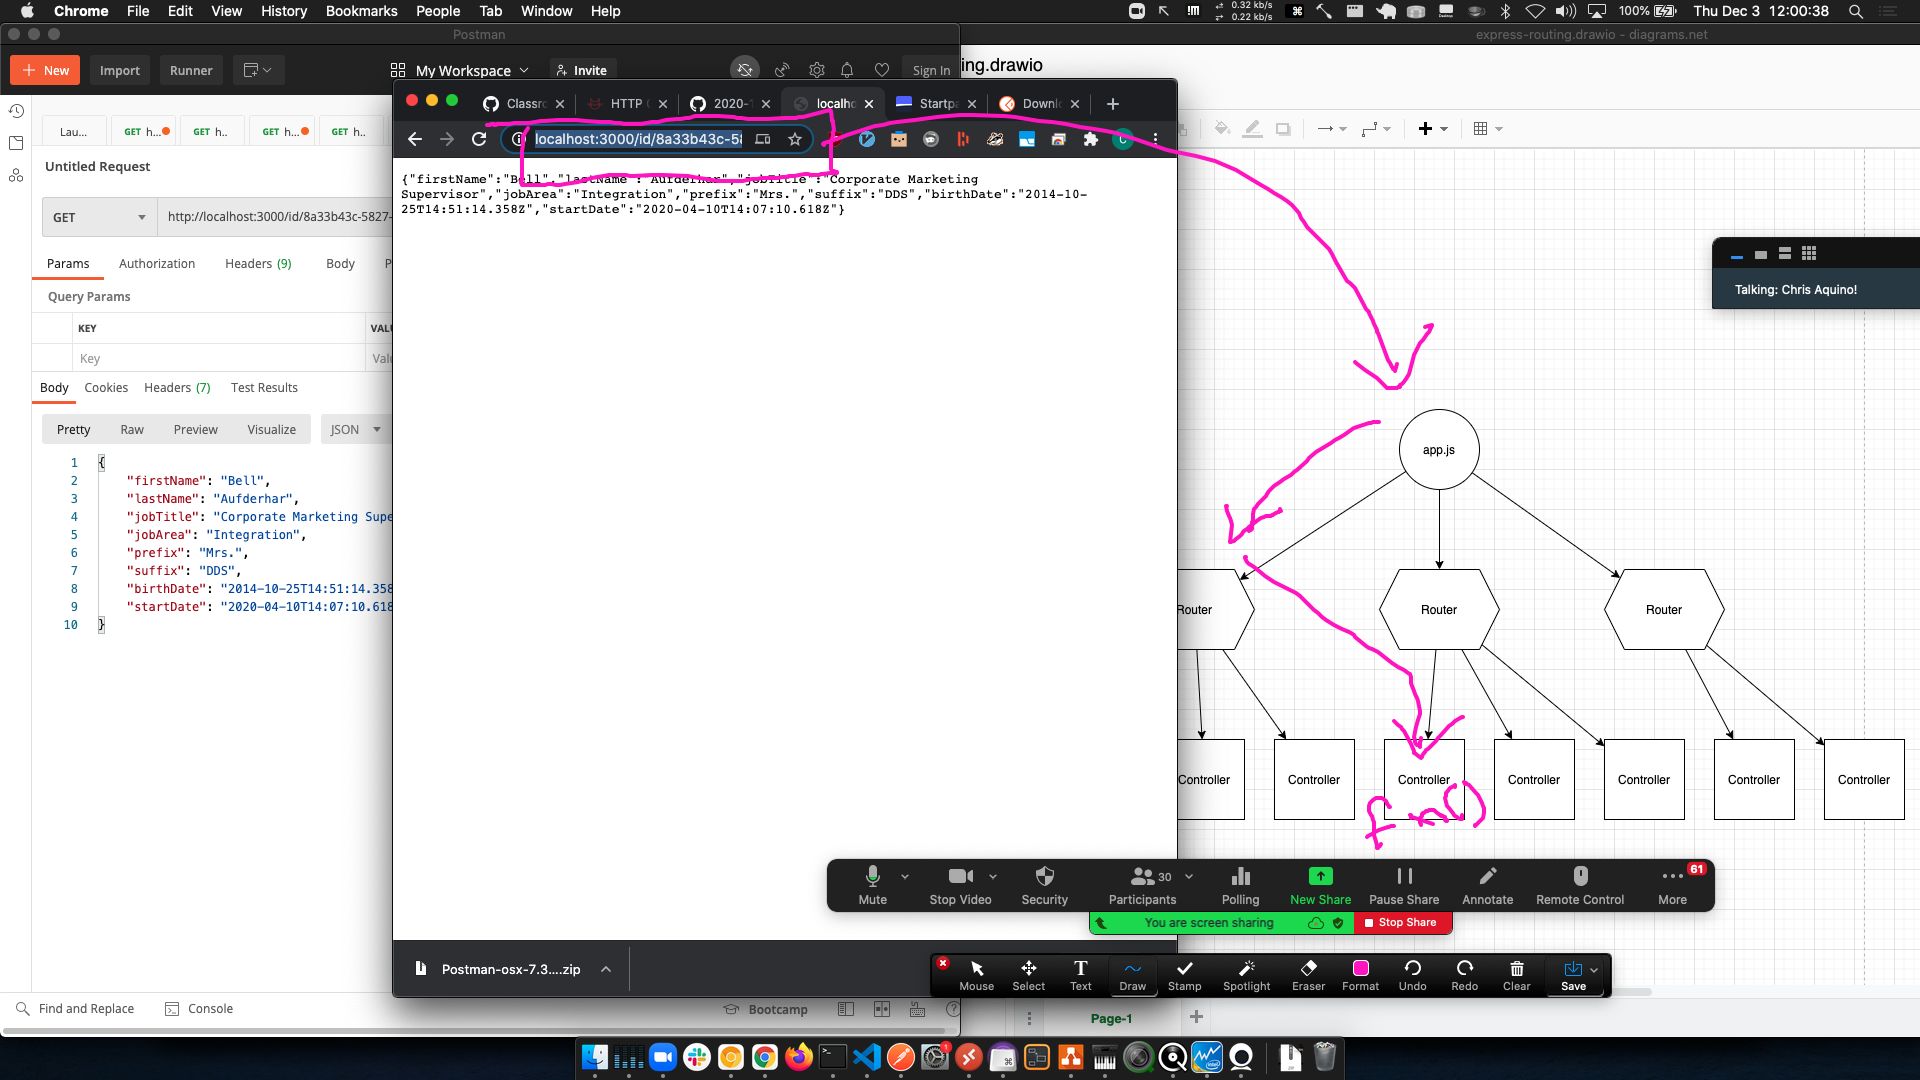 Chrome File Edit View History Bookmarks People Tab Window Help
0.32 kb/s
0.22 kb/s
100% Thu Dec 3 12:00:38
Postman
express-routing.drawio - diagrams.net
New Import Runner My Workspace Invite Sign In
ing.drawio
Classro HTTP 2020-1 localho Startpa Downlo
Lau... GET h... GET h.. GET h... GET h..
localhost:3000/id/8a33b43c-58
C
Untitled Request
{"firstName":"Bell","lastName":"Aufderhar","jobTitle":"Corporate Marketing
Supervisor","jobArea":"Integration","prefix":"Mrs.","suffix":"DDS","birthDate":"2014-10-
25T14:51:14.358Z","startDate":"2020-04-10T14:07:10.618Z"}
GET http://localhost:3000/id/8a33b43c-5827-
Params Authorization Headers (9) Body P
Talking: Chris Aquino!
Query Params
KEY VALU
Key Valu
Body Cookies Headers (7) Test Results
Pretty Raw Preview Visualize JSON
1 {
2 "firstName": "Bell",
3 "lastName": "Aufderhar",
4 "jobTitle": "Corporate Marketing Supe
5 "jobArea": "Integration",
6 "prefix": "Mrs.",
7 "suffix": "DDS",
8 "birthDate": "2014-10-25T14:51:14.358
9 "startDate": "2020-04-10T14:07:10.618
10 }
app.js
Router Router Router
Controller Controller Controller Controller Controller Controller Controller
Mute Stop Video Security Participants 30 Polling New Share Pause Share Annotate Remote Control More 61
You are screen sharing Stop Share
Postman-osx-7.3....zip
Mouse Select Text Draw Stamp Spotlight Eraser Format Undo Redo Clear Save
Find and Replace Console Bootcamp
Page-1
1